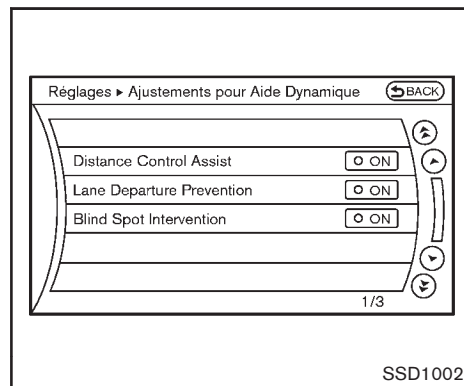 Réglages ▸ Ajustements pour Aide Dynamique BACK
Distance Control Assist ON
Lane Departure Prevention ON
Blind Spot Intervention ON
1/3
SSD1002